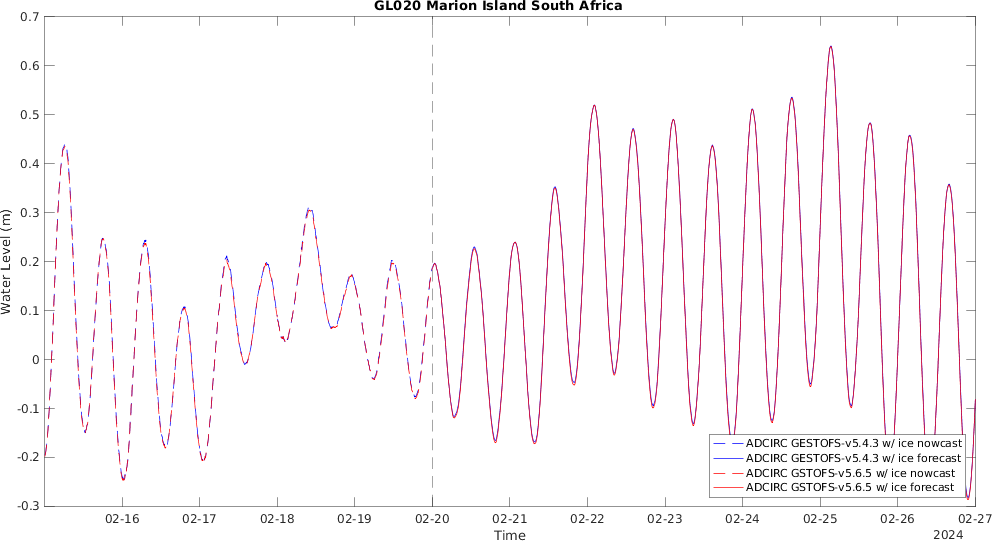 GL020 Marion Island South Africa
0.7
0.6
0.5
0.4
0.3
0.2
0.1
0
-0.1
-0.2
-0.3
Water Level (m)
ADCIRC GESTOFS-v5.4.3 w/ ice nowcast
ADCIRC GESTOFS-v5.4.3 w/ ice forecast
ADCIRC GSTOFS-v5.6.5 w/ ice nowcast
ADCIRC GSTOFS-v5.6.5 w/ ice forecast
02-16 02-17 02-18 02-19 02-20 02-21 02-22 02-23 02-24 02-25 02-26 02-27
Time
2024